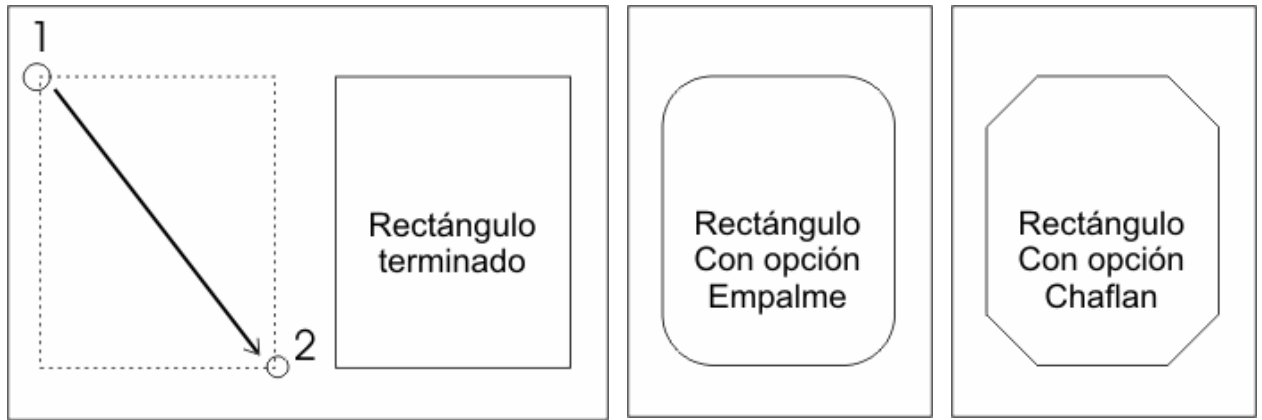 1
2
Rectángulo
terminado
Rectángulo
Con opción
Empalme
Rectángulo
Con opción
Chaflan